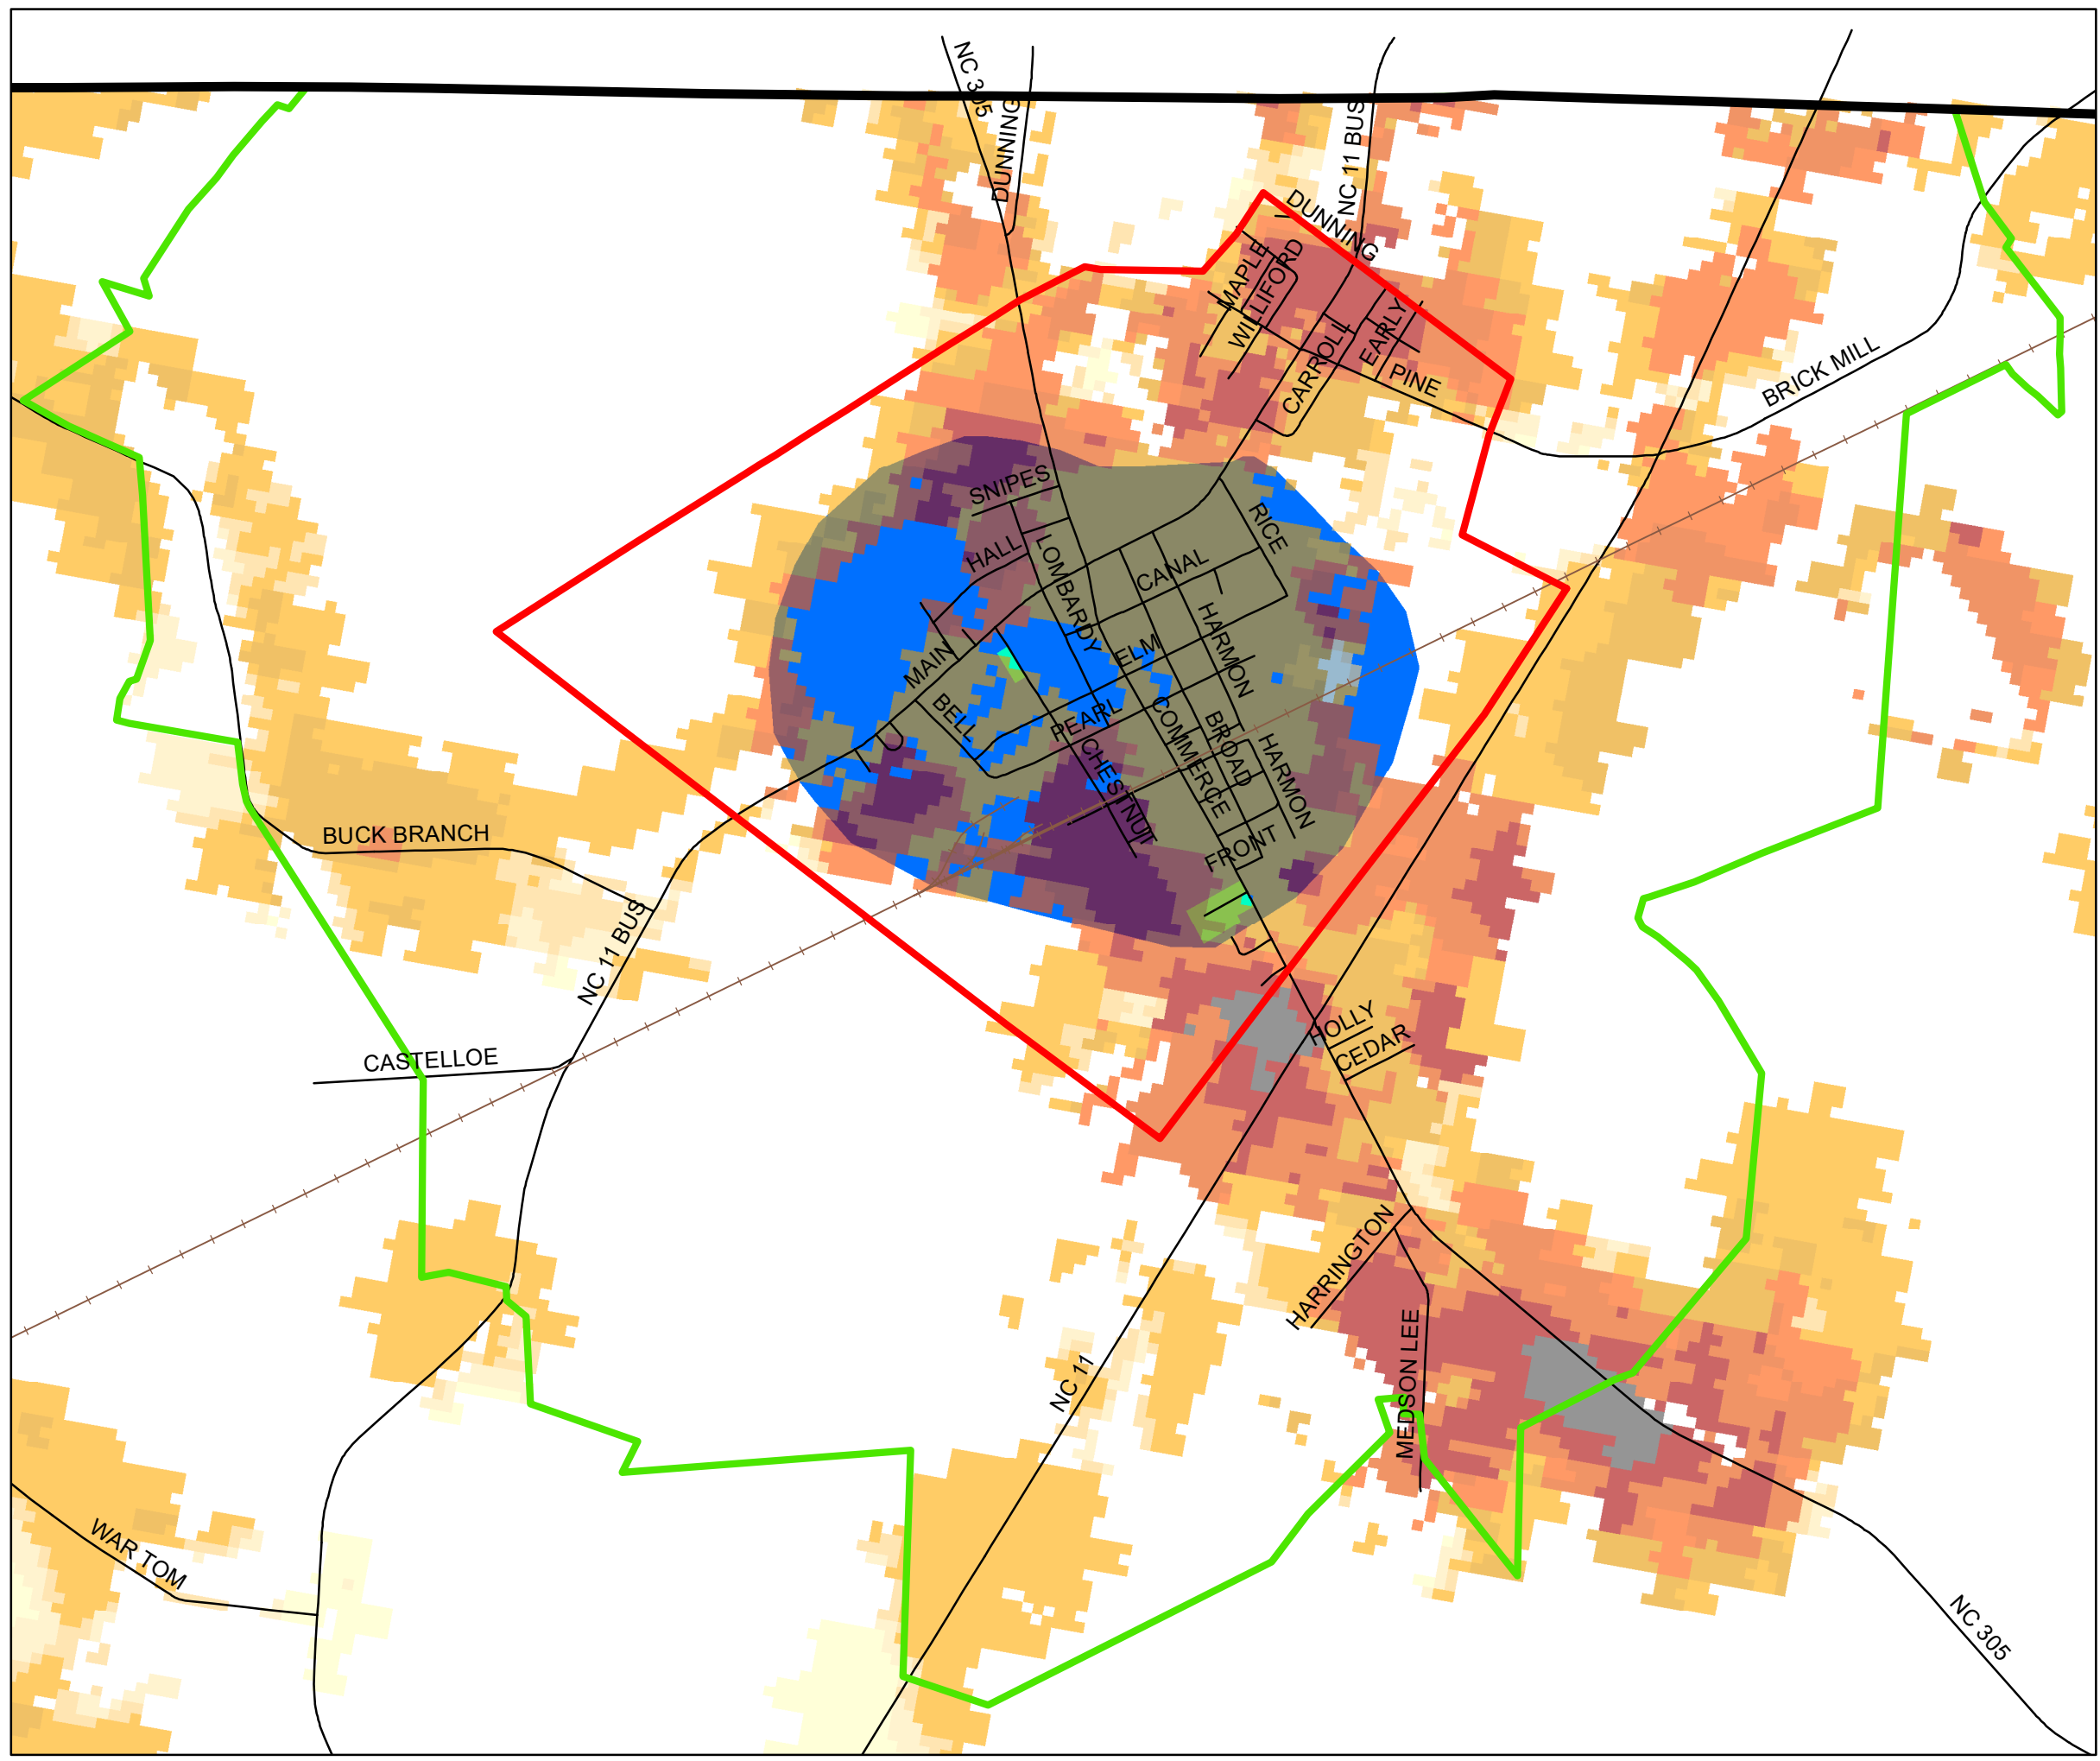 NC 305
DUNNING
NC 11 BUS
DUNNING
MAPLE
WILLIFORD
CARROLL
EARLY
PINE
BRICK MILL
SNIPES
HALL
LOMBARDY
RICE
CANAL
HARMON
ELM
MAIN
BELL
PEARL
COMMERCE
BROAD
HARMON
CHESTNUT
FRONT
BUCK BRANCH
NC 11 BUS
CASTELLOE
HOLLY
CEDAR
HARRINGTON
MEDSON LEE
NC 11
WAR TOM
NC 305